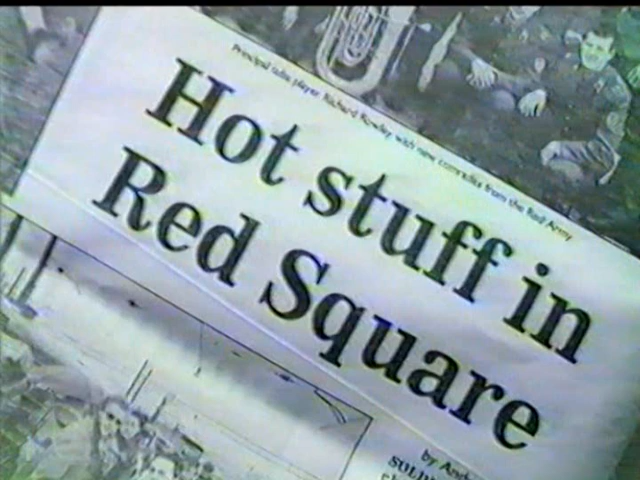 Principal tuba player, Richard Rowley with new comrades from the Red Army
Hot stuff in
Red Square
by